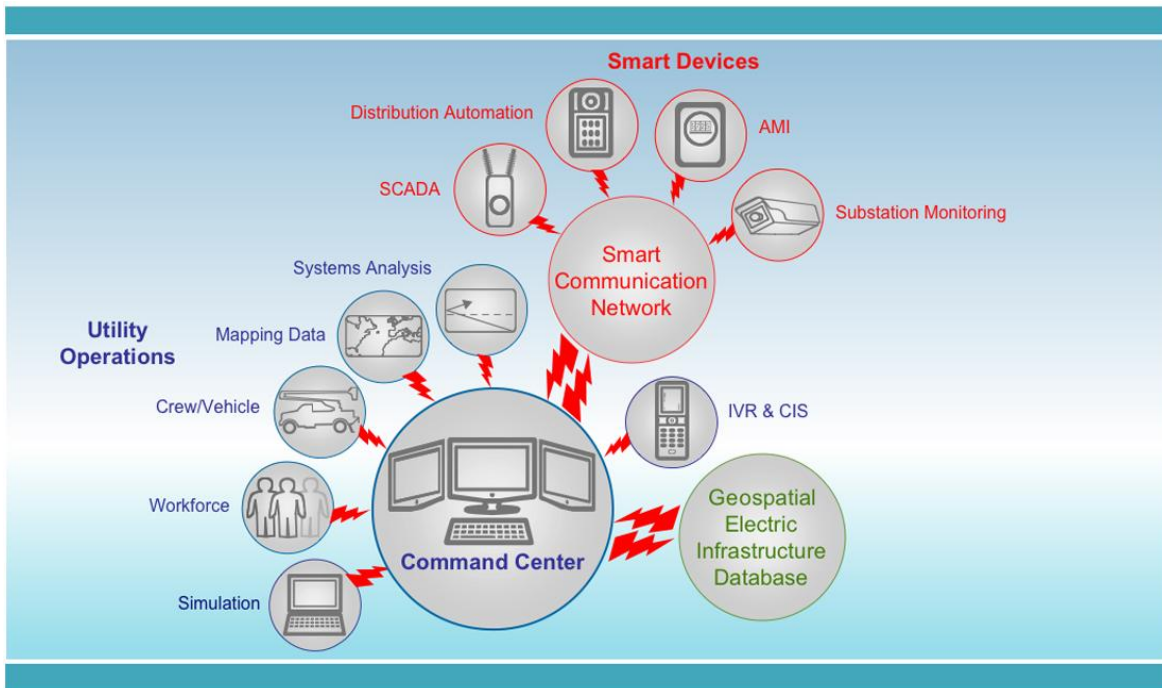 Smart Devices
Distribution Automation
AMI
SCADA
Substation Monitoring
Smart
Communication
Network
Systems Analysis
Mapping Data
Utility
Operations
Crew/Vehicle
IVR & CIS
Workforce
Geospatial
Electric
Infrastructure
Database
Command Center
Simulation